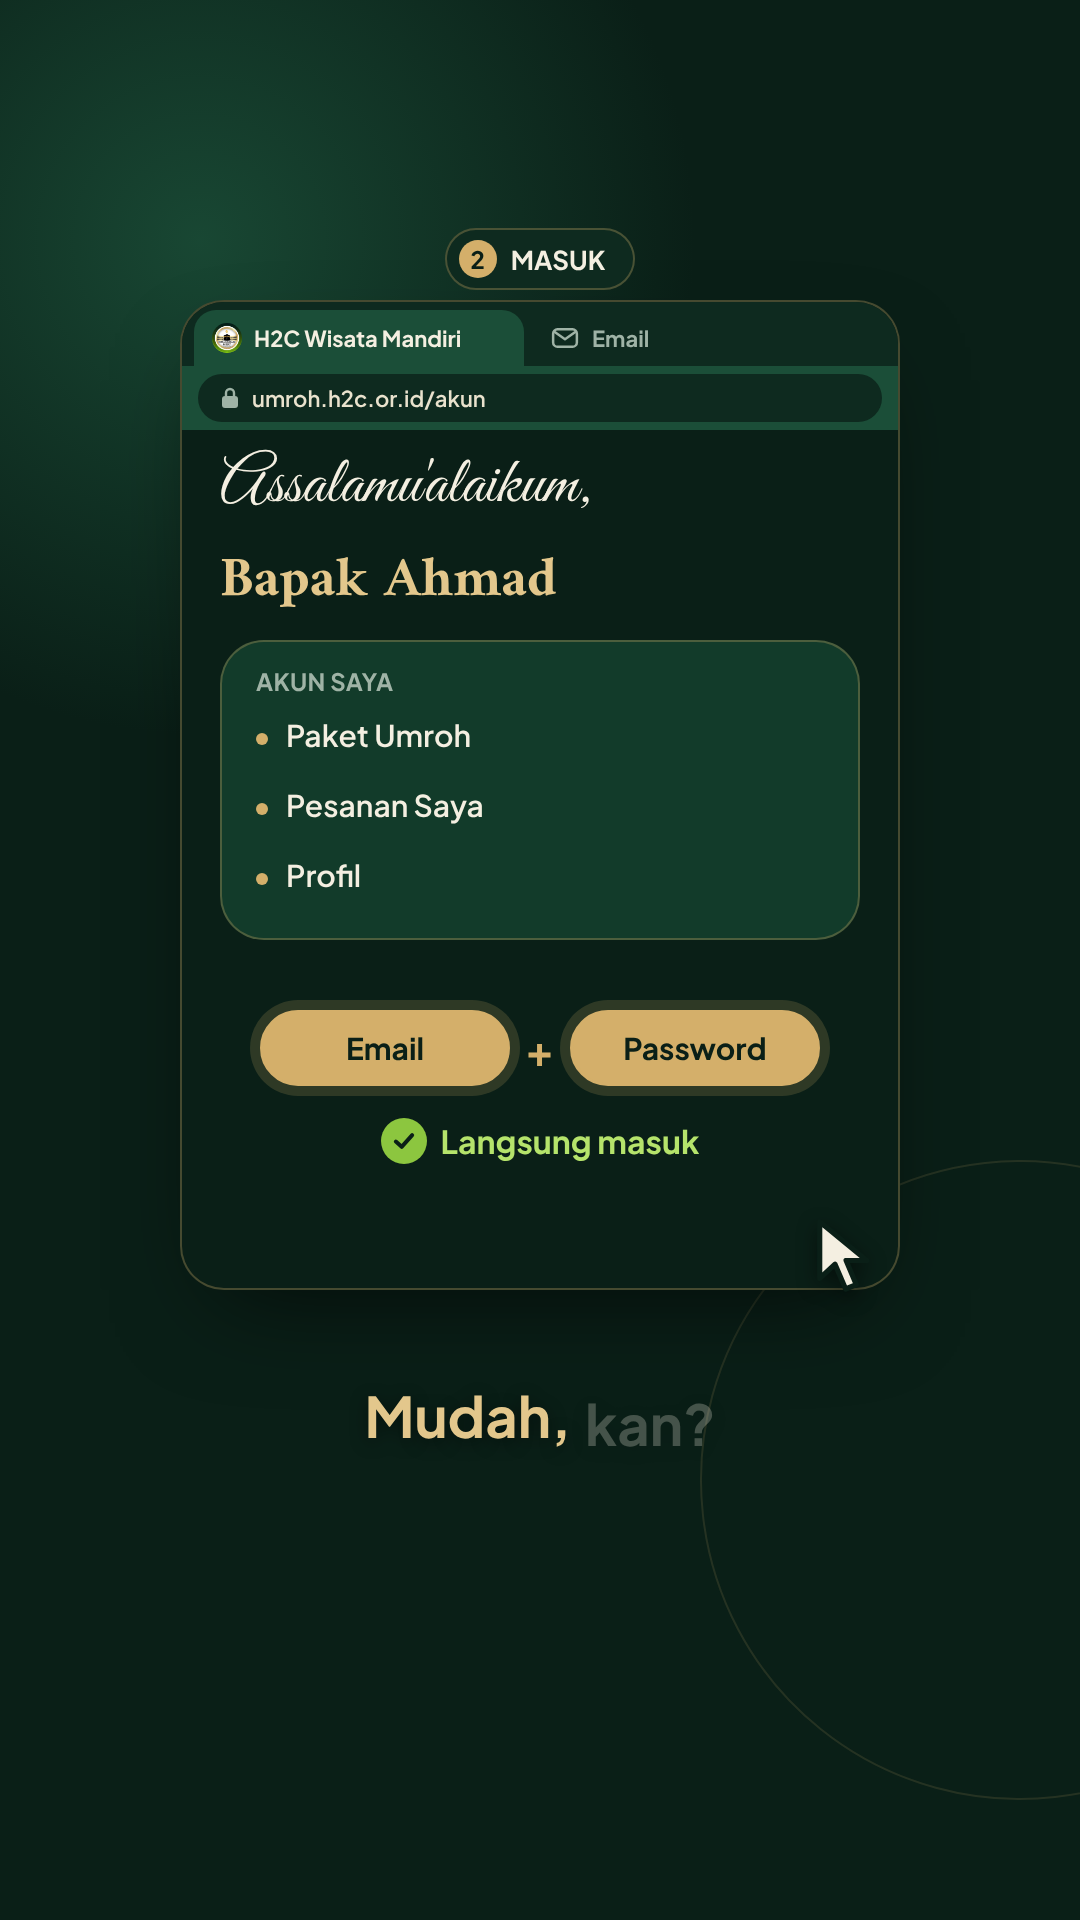 2 MASUK
H2C Wisata Mandiri
Email
umroh.h2c.or.id/akun
Assalamu'alaikum,
Bapak Ahmad
AKUN SAYA
Paket Umroh
Pesanan Saya
Profil
Email + Password
Langsung masuk
Mudah, kan?